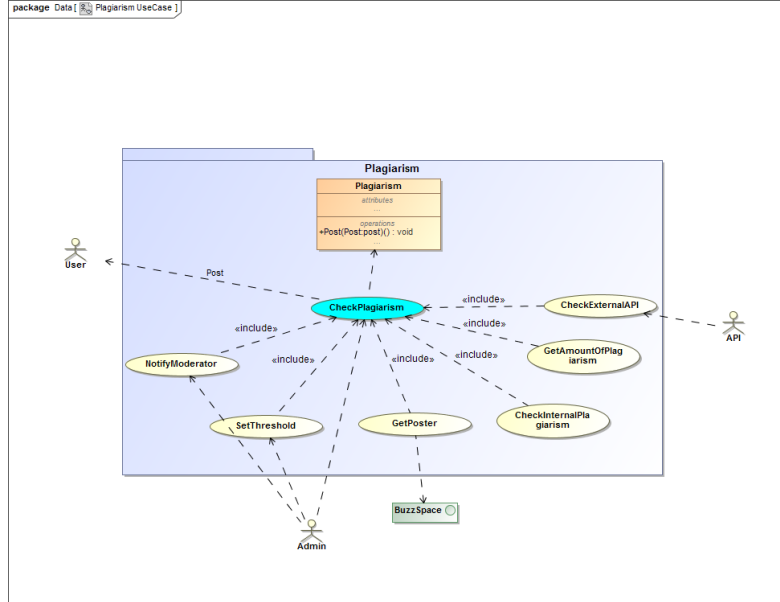 package Data [ Plagiarism UseCase ]
Plagiarism
Plagiarism
attributes
...
operations
+Post(Post:post)() : void
...
User
Post
CheckPlagiarism
«include»
CheckExternalAPI
API
«include»
«include»
GetAmountOfPlag
iarism
NotifyModerator
«include»
«include»
«include»
CheckInternalPla
giarism
SetThreshold
GetPoster
BuzzSpace
Admin